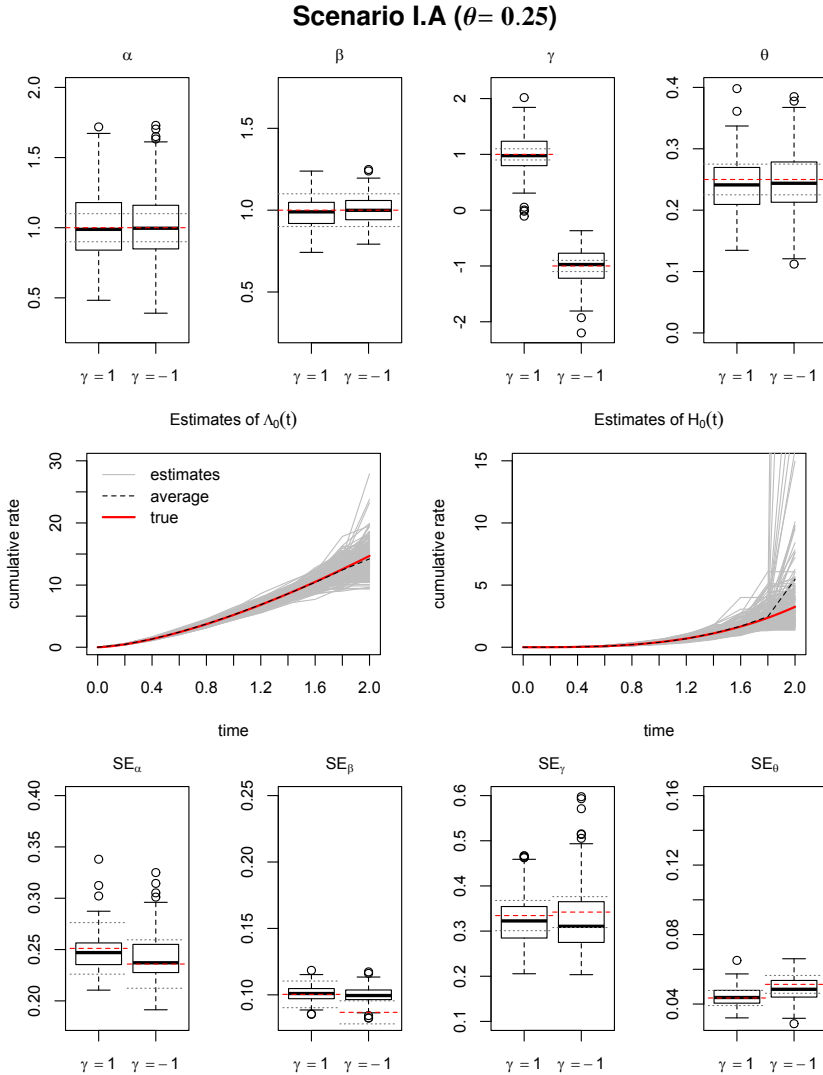 Scenario I.A (θ= 0.25)
α β γ θ
2.0 1.5 1.0 0.5
1.5 1.0 0.5
2 1 0 -1 -2
0.4 0.3 0.2 0.1 0.0
γ = 1 γ = −1 γ = 1 γ = −1 γ = 1 γ = −1 γ = 1 γ = −1
Estimates of Λ₀(t)
cumulative rate
30 20 10 0
estimates
average
true
0.0 0.4 0.8 1.2 1.6 2.0
time
Estimates of H₀(t)
cumulative rate
15 10 5 0
0.0 0.4 0.8 1.2 1.6 2.0
time
SEα SEβ SEγ SEθ
0.40 0.35 0.30 0.25 0.20
0.25 0.20 0.15 0.10
0.6 0.5 0.4 0.3 0.2 0.1
0.16 0.12 0.08 0.04
γ = 1 γ = −1 γ = 1 γ = −1 γ = 1 γ = −1 γ = 1 γ = −1